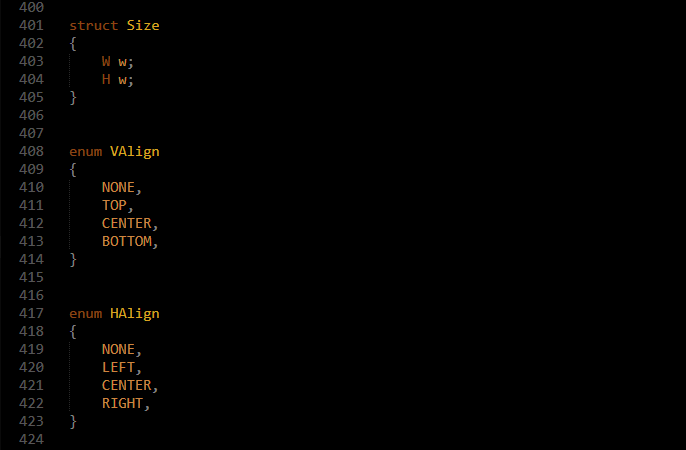 400
401 struct Size
402 {
403     W w;
404     H w;
405 }
406
407
408 enum VAlign
409 {
410     NONE,
411     TOP,
412     CENTER,
413     BOTTOM,
414 }
415
416
417 enum HAlign
418 {
419     NONE,
420     LEFT,
421     CENTER,
422     RIGHT,
423 }
424